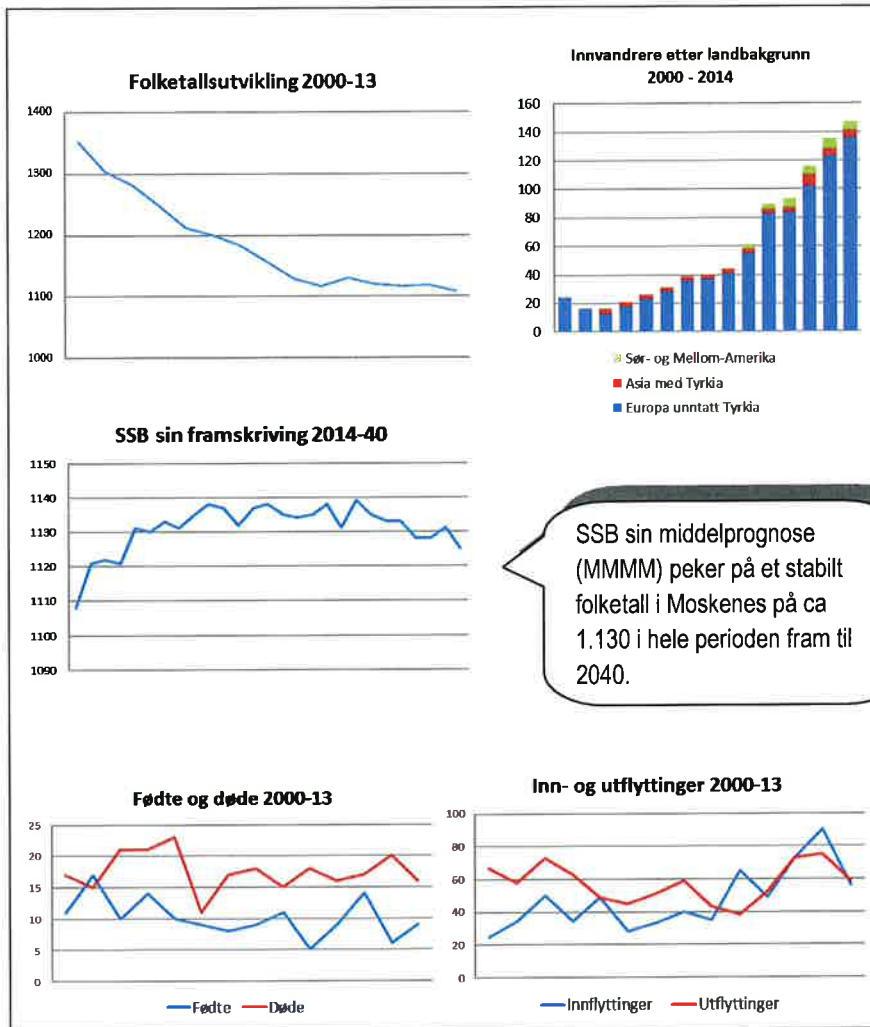 Folketallsutvikling 2000-13
1400
1300
1200
1100
1000
Innvandrere etter landbakgrunn
2000 - 2014
160
140
120
100
80
60
40
20
0
Sør- og Mellom-Amerika
Asia med Tyrkia
Europa unntatt Tyrkia
SSB sin framskriving 2014-40
1150
1140
1130
1120
1110
1100
1090
SSB sin middelprognose
(MMMM) peker på et stabilt
folketall i Moskenes på ca
1.130 i hele perioden fram til
2040.
Fødte og døde 2000-13
25
20
15
10
5
0
Fødte Døde
Inn- og utflyttinger 2000-13
100
80
60
40
20
0
Innflyttinger Utflyttinger